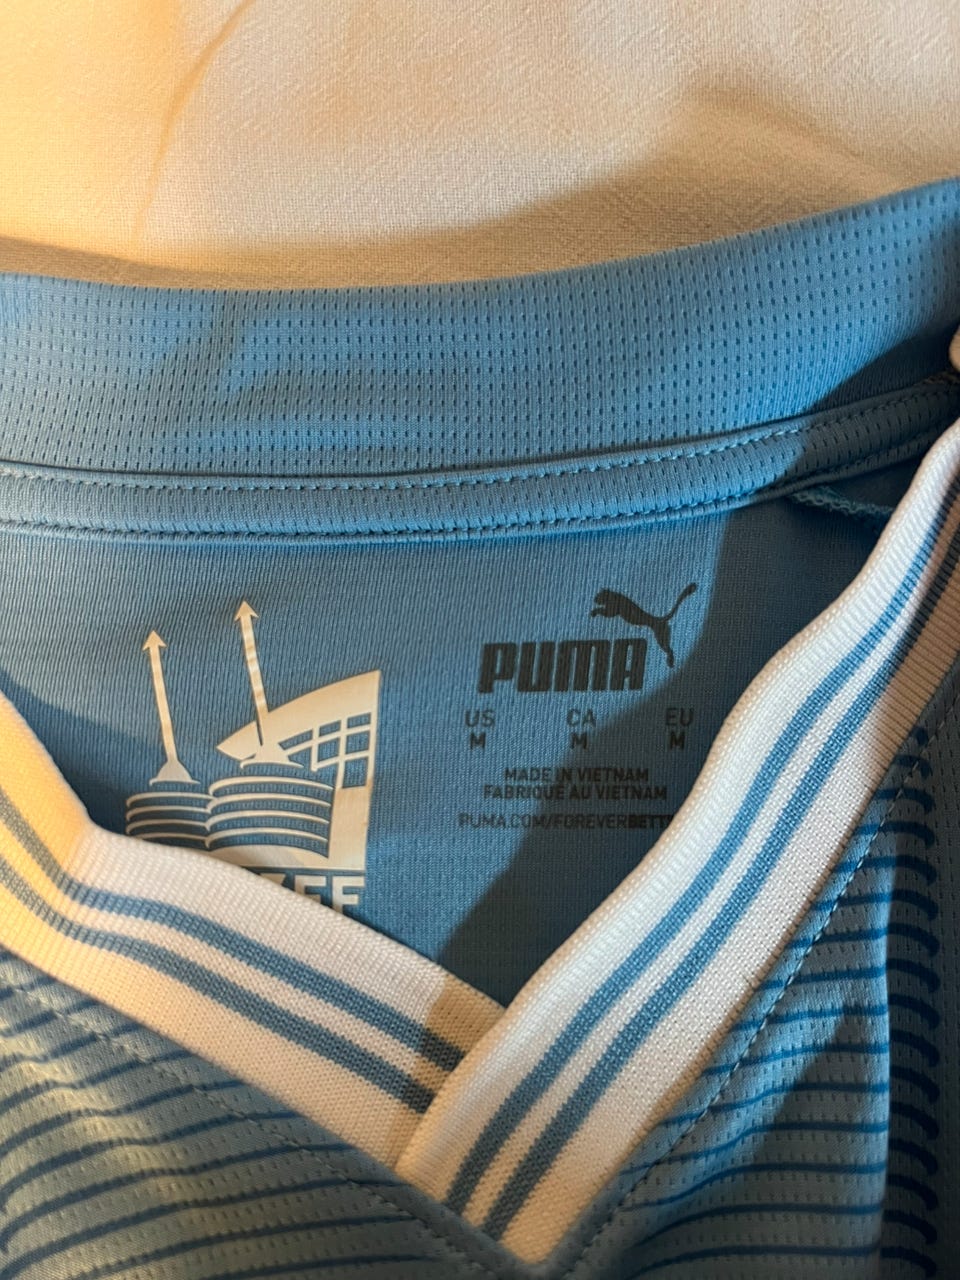 PUMA
US CA EU
M M M
MADE IN VIETNAM
FABRIQUÉ AU VIETNAM